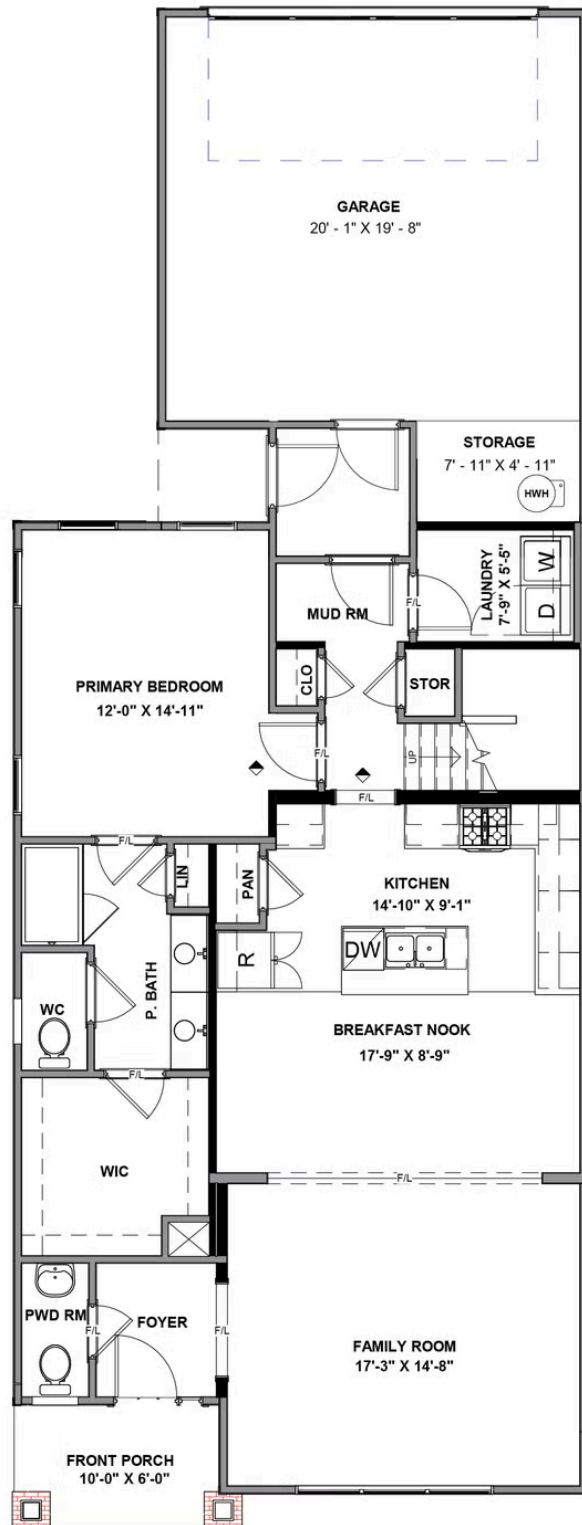 GARAGE
20' - 1" X 19' - 8"
STORAGE
7' - 11" X 4' - 11"
HWH
LAUNDRY
7'-9" X 5'-5"
W
D
F/L
MUD RM
CLO
STOR
PRIMARY BEDROOM
12'-0" X 14'-11"
F/L
UP
F/L
F/L
LIN
PAN
KITCHEN
14'-10" X 9'-1"
R
DW
P. BATH
WC
BREAKFAST NOOK
17'-9" X 8'-9"
F/L
WIC
F/L
PWD RM
F/L
FOYER
F/L
FAMILY ROOM
17'-3" X 14'-8"
FRONT PORCH
10'-0" X 6'-0"